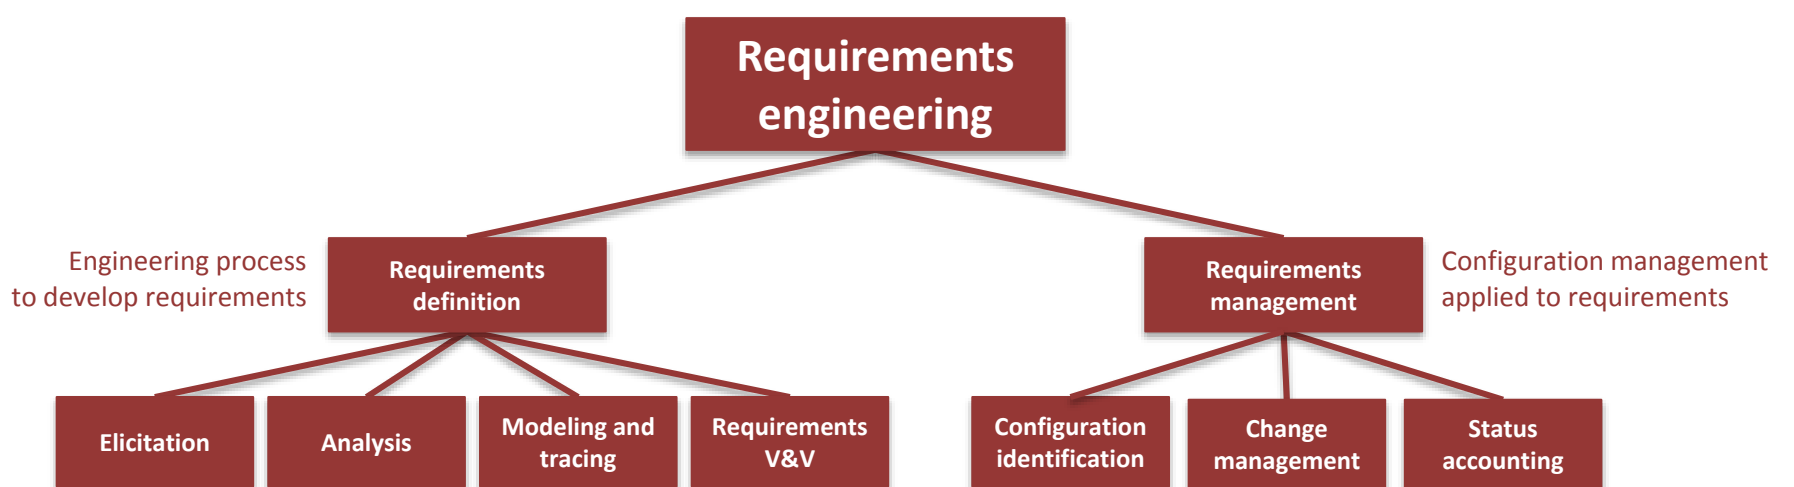 Requirements
engineering
Engineering process
to develop requirements
Requirements
definition
Requirements
management
Configuration management
applied to requirements
Elicitation
Analysis
Modeling and
tracing
Requirements
V&V
Configuration
identification
Change
management
Status
accounting